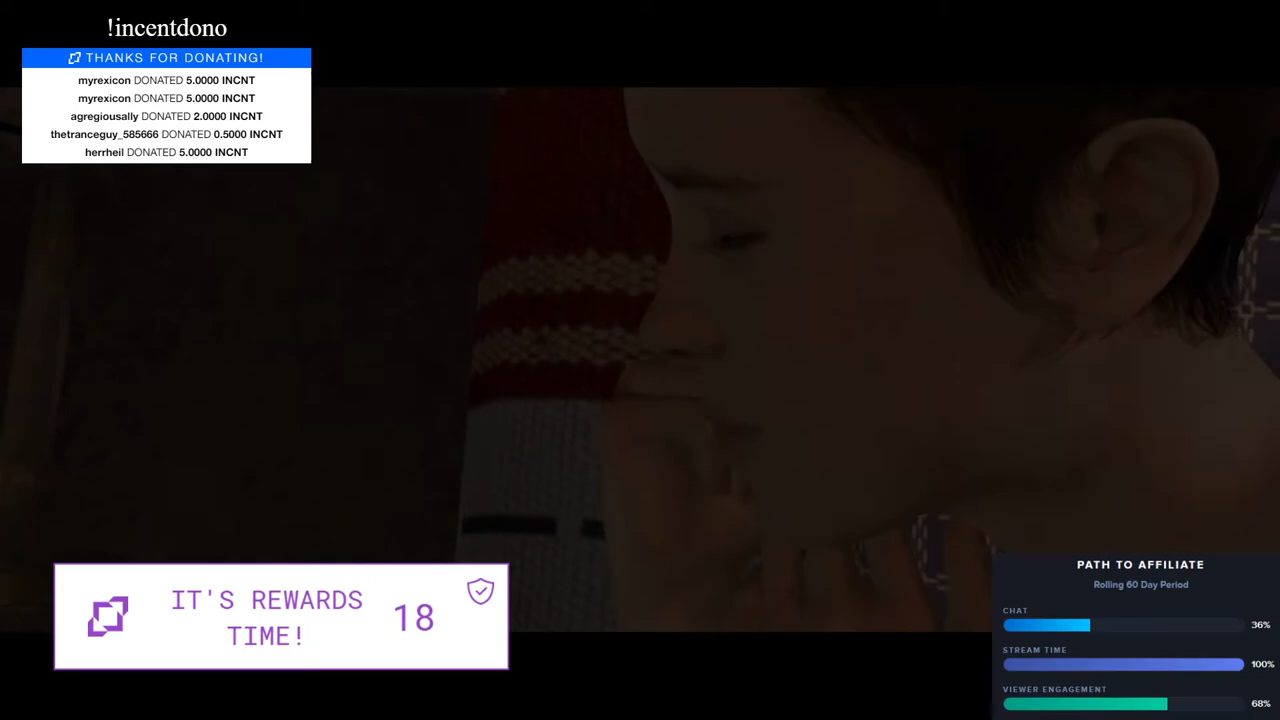 !incentdono
THANKS FOR DONATING!
myrexicon DONATED 5.0000 INCNT
myrexicon DONATED 5.0000 INCNT
agregiousally DONATED 2.0000 INCNT
thetranceguy_585666 DONATED 0.5000 INCNT
herrheil DONATED 5.0000 INCNT
IT'S REWARDS
TIME!
18
PATH TO AFFILIATE
Rolling 60 Day Period
CHAT
36%
STREAM TIME
100%
VIEWER ENGAGEMENT
68%